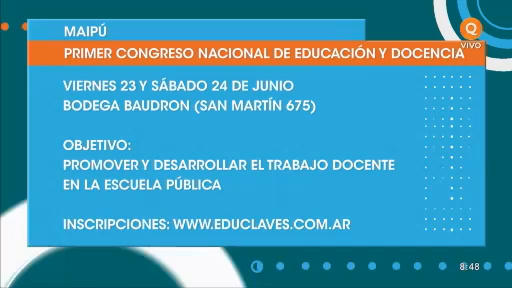 MAIPÚ
PRIMER CONGRESO NACIONAL DE EDUCACIÓN Y DOCENCIA
VIVO
VIERNES 23 Y SÁBADO 24 DE JUNIO
BODEGA BAUDRON (SAN MARTÍN 675)
OBJETIVO:
PROMOVER Y DESARROLLAR EL TRABAJO DOCENTE
EN LA ESCUELA PÚBLICA
INSCRIPCIONES: WWW.EDUCLAVES.COM.AR
8:48